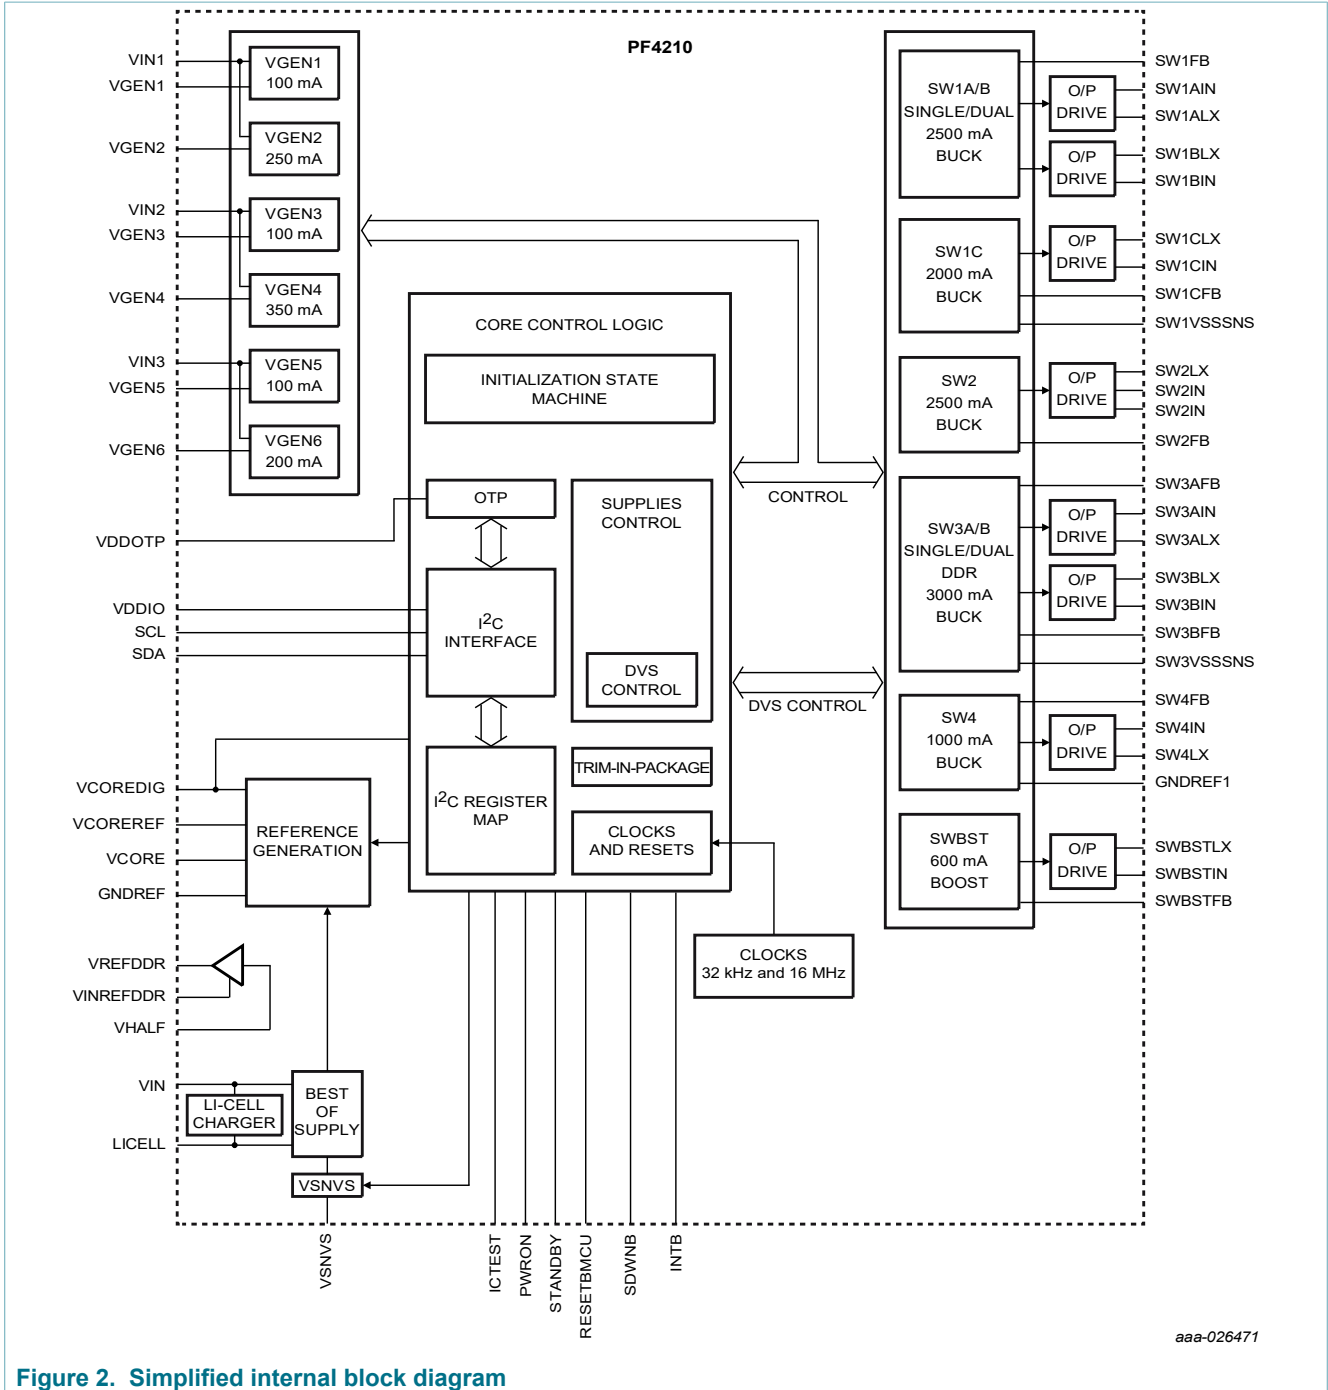 PF4210
VIN1
VGEN1
VGEN2
VIN2
VGEN3
VGEN4
VIN3
VGEN5
VGEN6
VDDOTP
VDDIO
SCL
SDA
VCOREDIG
VCOREREF
VCORE
GNDREF
VREFDDR
VINREFDDR
VHALF
VIN
LICELL
VGEN1
100 mA
VGEN2
250 mA
VGEN3
100 mA
VGEN4
350 mA
VGEN5
100 mA
VGEN6
200 mA
CORE CONTROL LOGIC
INITIALIZATION STATE
MACHINE
OTP
I2C
INTERFACE
I2C REGISTER
MAP
SUPPLIES
CONTROL
DVS
CONTROL
TRIM-IN-PACKAGE
CLOCKS
AND RESETS
CONTROL
DVS CONTROL
REFERENCE
GENERATION
CLOCKS
32 kHz and 16 MHz
LI-CELL
CHARGER
BEST
OF
SUPPLY
VSNVS
SW1A/B
SINGLE/DUAL
2500 mA
BUCK
O/P
DRIVE
O/P
DRIVE
SW1C
2000 mA
BUCK
O/P
DRIVE
SW2
2500 mA
BUCK
O/P
DRIVE
SW3A/B
SINGLE/DUAL
DDR
3000 mA
BUCK
O/P
DRIVE
O/P
DRIVE
SW4
1000 mA
BUCK
O/P
DRIVE
SWBST
600 mA
BOOST
O/P
DRIVE
SW1FB
SW1AIN
SW1ALX
SW1BLX
SW1BIN
SW1CLX
SW1CIN
SW1CFB
SW1VSSSNS
SW2LX
SW2IN
SW2IN
SW2FB
SW3AFB
SW3AIN
SW3ALX
SW3BLX
SW3BIN
SW3BFB
SW3VSSSNS
SW4FB
SW4IN
SW4LX
GNDREF1
SWBSTLX
SWBSTIN
SWBSTFB
VSNVS
ICTEST
PWRON
STANDBY
RESETBMCU
SDWNB
INTB
aaa-026471
Figure 2. Simplified internal block diagram